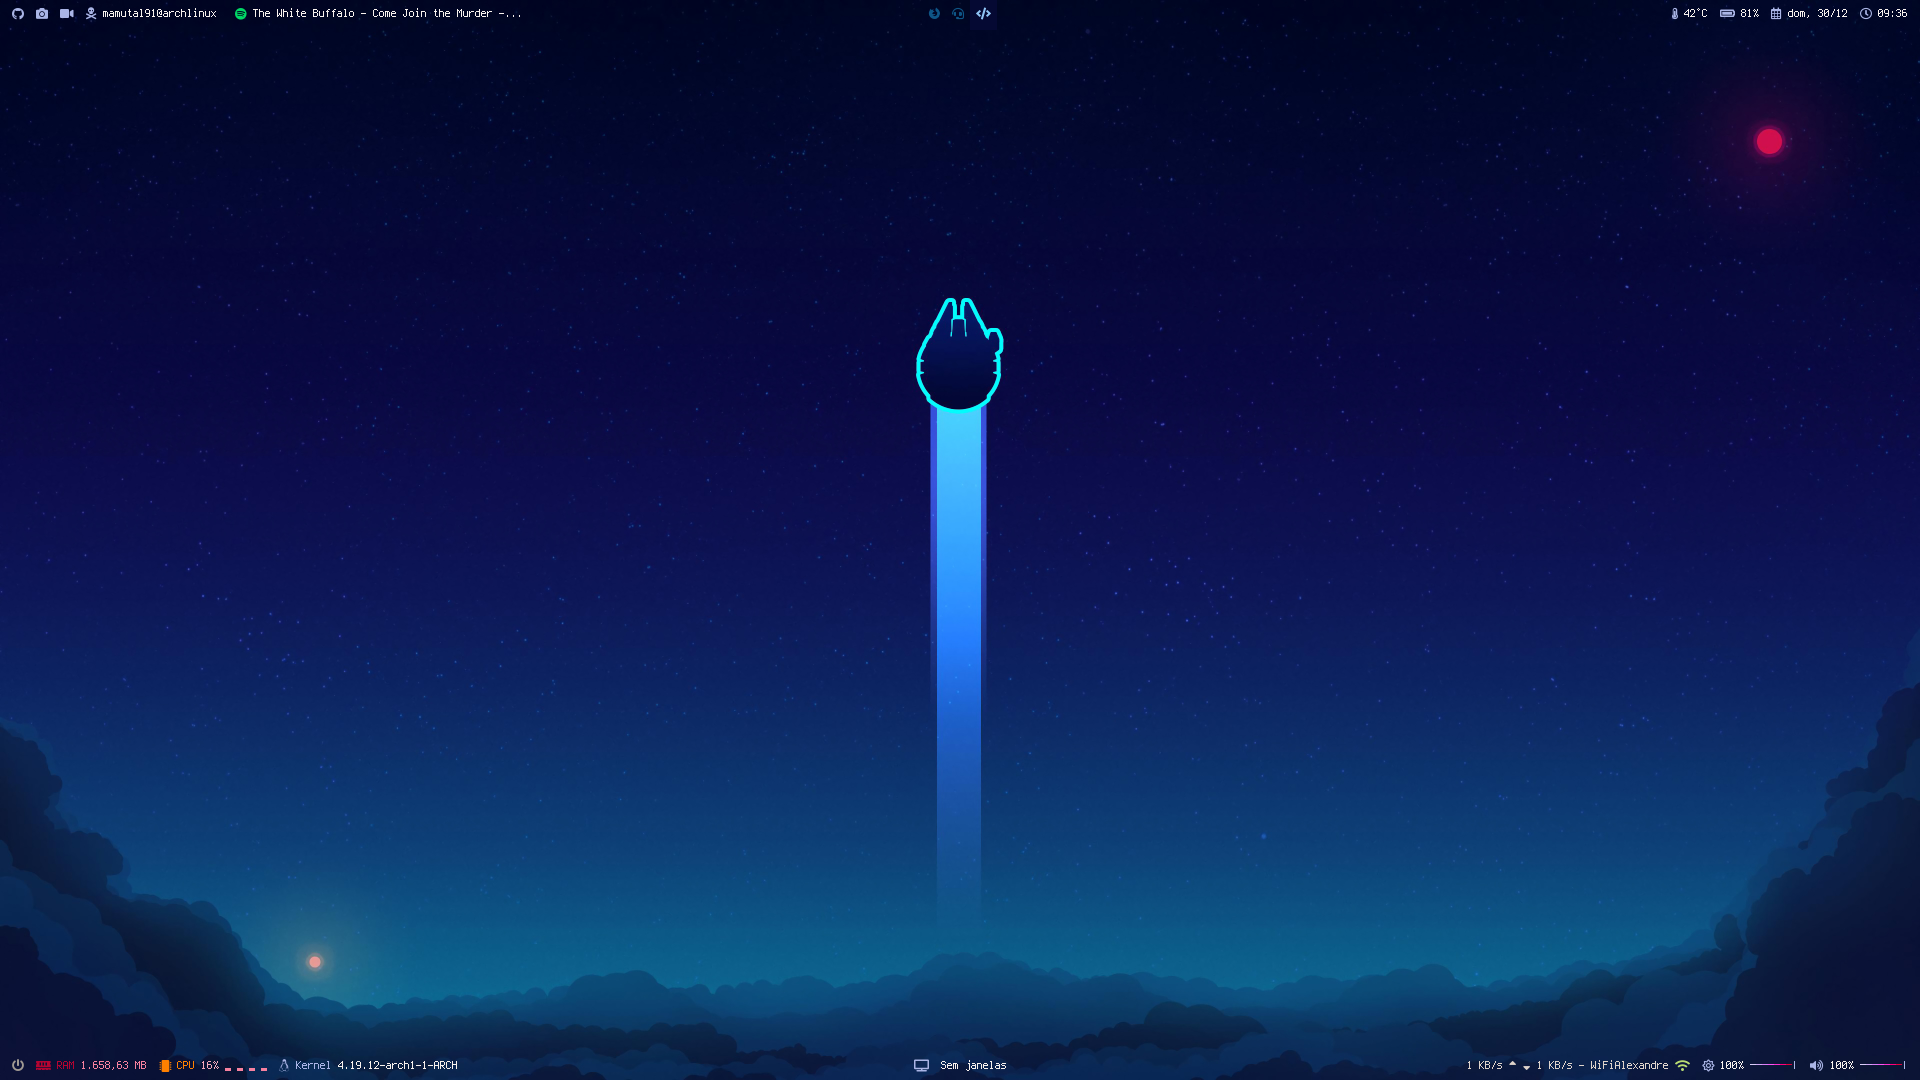 mamutal91@archlinux The White Buffalo - Come Join the Murder -... 42°C 81% dom, 30/12 09:36
RAM 1.658,63 MB CPU 16% Kernel 4.19.12-arch1-1-ARCH Sem janelas 1 KB/s 1 KB/s - WiFiAlexandre 100% 100%